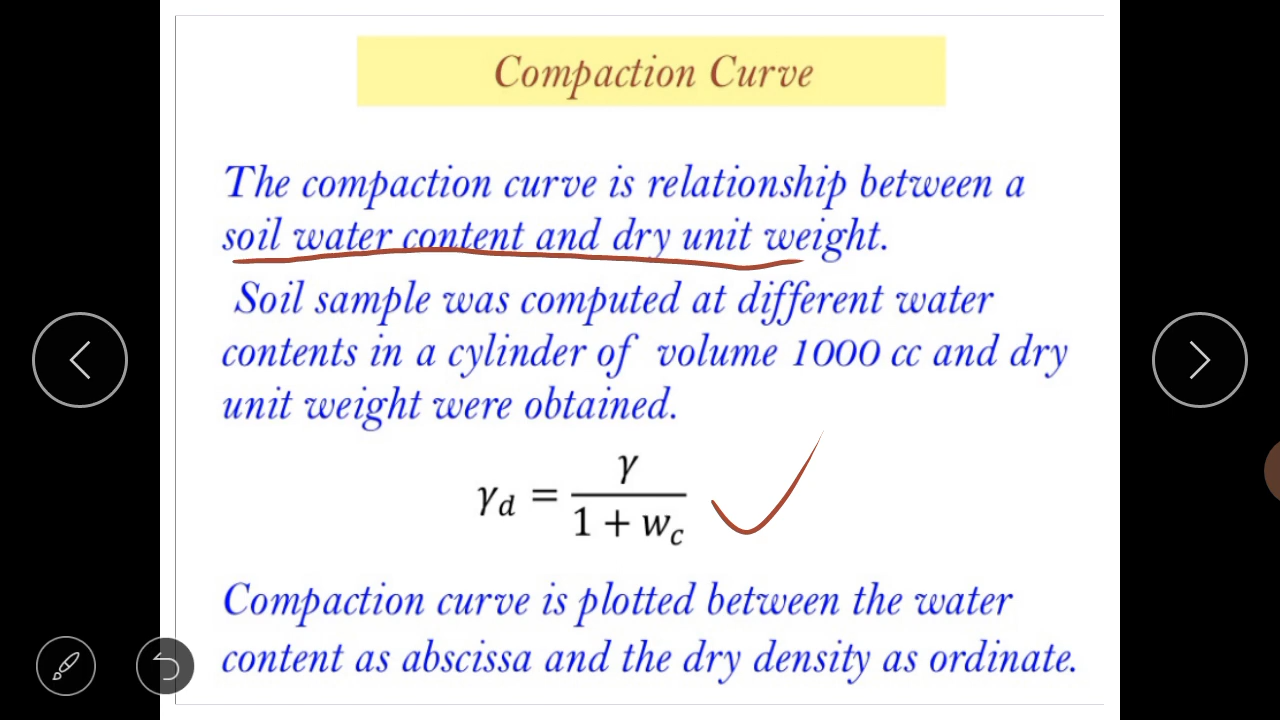 Compaction Curve
The compaction curve is relationship between a
soil water content and dry unit weight.
Soil sample was computed at different water
contents in a cylinder of volume 1000 cc and dry
unit weight were obtained.
γ_d = γ / (1 + w_c)
Compaction curve is plotted between the water
content as abscissa and the dry density as ordinate.